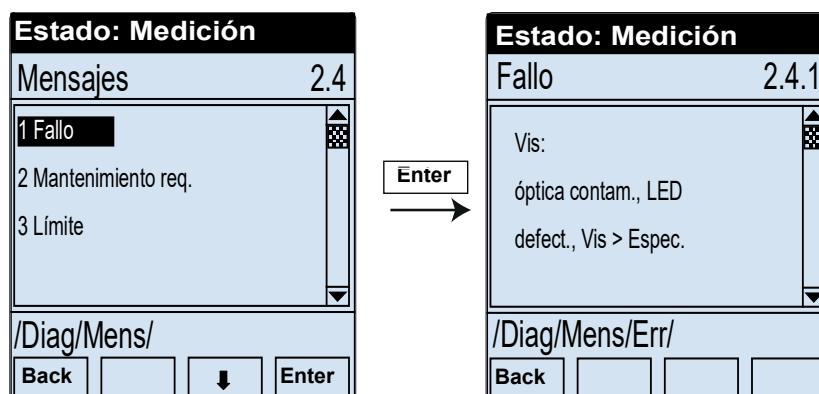 Estado: Medición
Mensajes 2.4
1 Fallo
2 Mantenimiento req.
3 Límite
/Diag/Mens/
Back Enter
Enter
Estado: Medición
Fallo 2.4.1
Vis:
óptica contam., LED
defect., Vis > Espec.
/Diag/Mens/Err/
Back